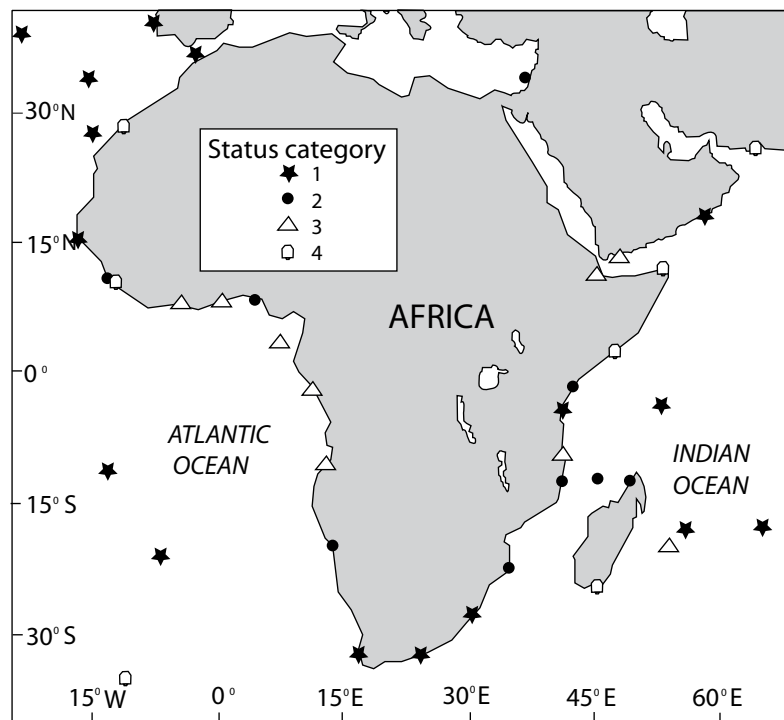 30°N
Status category
1
2
3
4
15°N
AFRICA
0°
ATLANTIC
OCEAN
INDIAN
OCEAN
15°S
30°S
15°W 0° 15°E 30°E 45°E 60°E